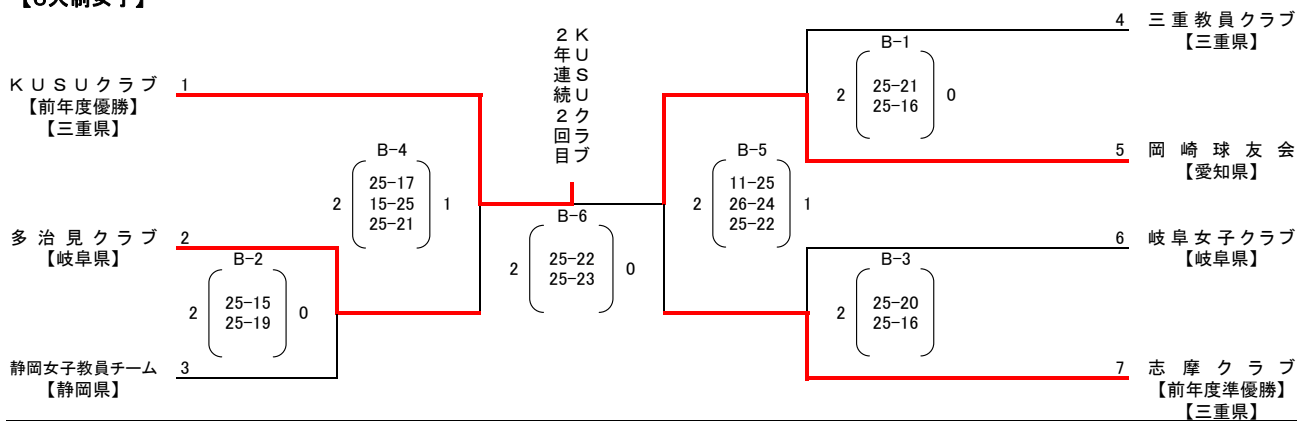 【 人制女子】
ＫＵＳＵクラブ
２年連続２回目
ＫＵＳＵクラブ 1
【前年度優勝】
【三重県】
多治見クラブ 2
【岐阜県】
静岡女子教員チーム 3
【静岡県】
B-2
2 25-15 0
25-19
B-4
25-17
2 15-25 1
25-21
B-6
2 25-22 0
25-23
B-5
11-25
2 26-24 1
25-22
B-1
2 25-21 0
25-16
B-3
25-20
2 25-16
4 三重教員クラブ
【三重県】
5 岡崎球友会
【愛知県】
6 岐阜女子クラブ
【岐阜県】
7 志摩クラブ
【前年度準優勝】
【三重県】